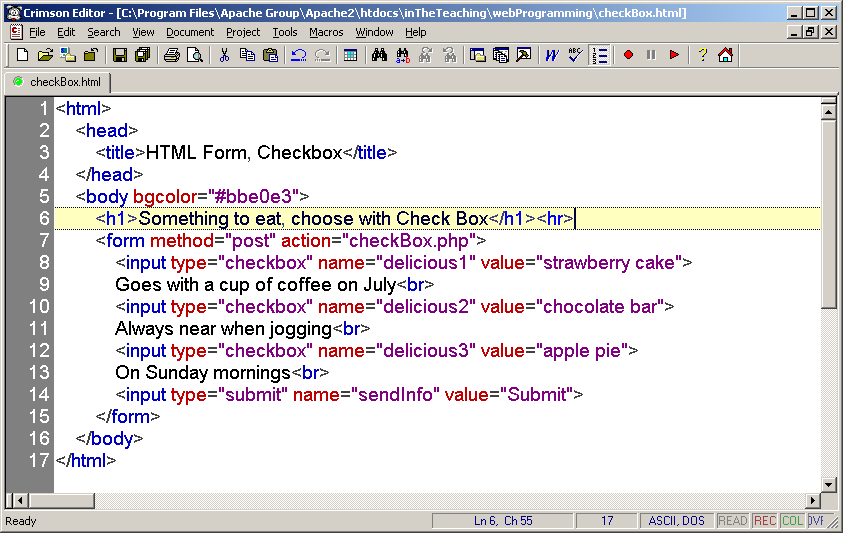 Crimson Editor - [C:\Program Files\Apache Group\Apache2\htdocs\inTheTeaching\webProgramming\checkBox.html]
File Edit Search View Document Project Tools Macros Window Help
checkBox.html
1 <html>
2 <head>
3 <title>HTML Form, Checkbox</title>
4 </head>
5 <body bgcolor="#bbe0e3">
6 <h1>Something to eat, choose with Check Box</h1><hr>
7 <form method="post" action="checkBox.php">
8 <input type="checkbox" name="delicious1" value="strawberry cake">
9 Goes with a cup of coffee on July<br>
10 <input type="checkbox" name="delicious2" value="chocolate bar">
11 Always near when jogging<br>
12 <input type="checkbox" name="delicious3" value="apple pie">
13 On Sunday mornings<br>
14 <input type="submit" name="sendInfo" value="Submit">
15 </form>
16 </body>
17 </html>
Ready Ln 6, Ch 55 17 ASCII, DOS READ REC COL